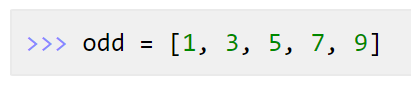 >>> odd = [1, 3, 5, 7, 9]